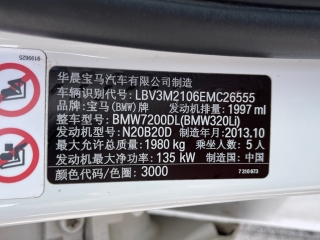 华晨宝马汽车有限公司制造
车辆识别代号: LBV3M2106EMC26555
品牌: 宝马(BMW)牌 发动机排量: 1997 ml
整车型号: BMW7200DL(BMW320Li)
发动机型号: N20B20D 制造年月: 2013.10
最大允许总质量: 1980 kg 乘坐人数: 5 人
发动机最大净功率: 135 kW 制造国: 中国
颜色代码/色圈: 3000
7 310 673